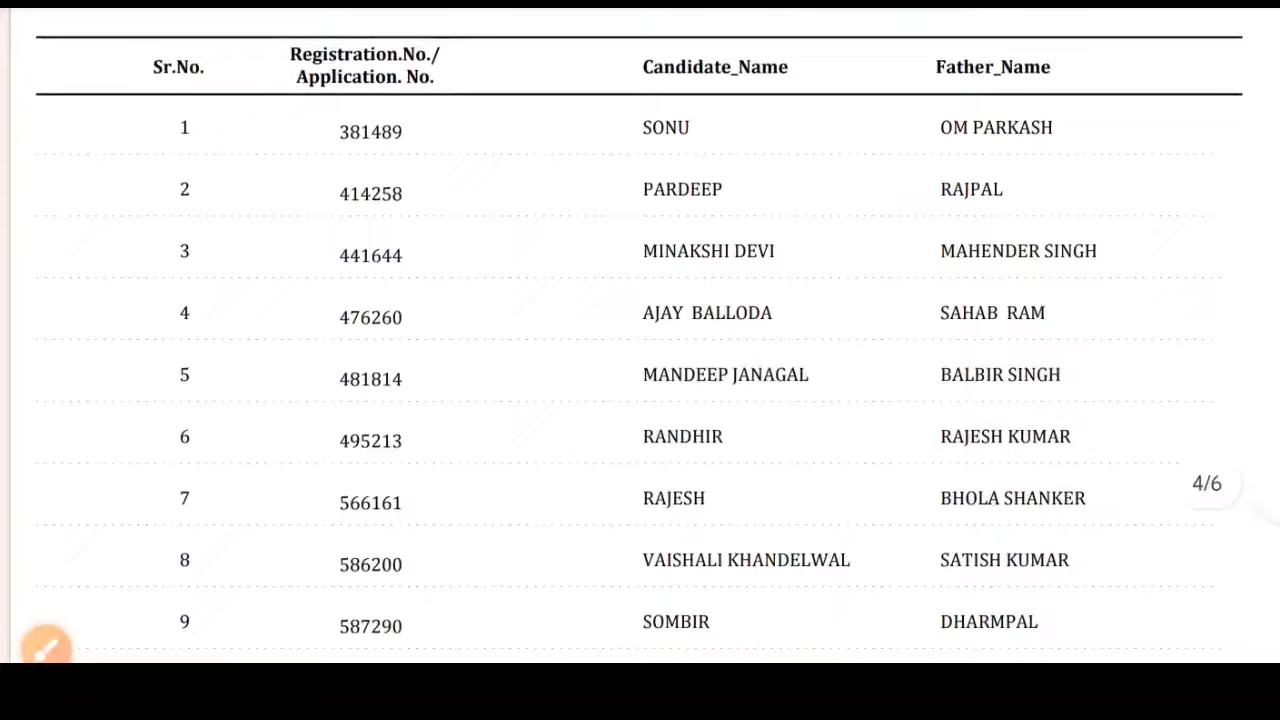 Sr.No. Registration.No./ Application. No. Candidate_Name Father_Name
1 381489 SONU OM PARKASH
2 414258 PARDEEP RAJPAL
3 441644 MINAKSHI DEVI MAHENDER SINGH
4 476260 AJAY BALLODA SAHAB RAM
5 481814 MANDEEP JANAGAL BALBIR SINGH
6 495213 RANDHIR RAJESH KUMAR
7 566161 RAJESH BHOLA SHANKER
4/6
8 586200 VAISHALI KHANDELWAL SATISH KUMAR
9 587290 SOMBIR DHARMPAL